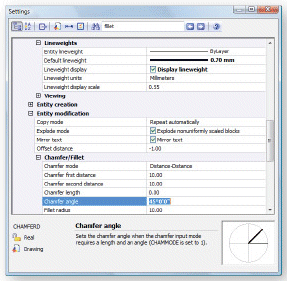 Settings
fillet
Lineweights
Entity lineweight ByLayer
Default lineweight 0.70 mm
Lineweight display Display lineweight
Lineweight units Millimeters
Lineweight display scale 0.55
Viewing
Entity creation
Entity modification
Copy mode Repeat automatically
Explode mode Explode nonuniformly scaled blocks
Mirror text Mirror text
Offset distance -1.00
Chamfer/Fillet
Chamfer mode Distance-Distance
Chamfer first distance 10.00
Chamfer second distance 10.00
Chamfer length 0.00
Chamfer angle 45°0'0"
Fillet radius 10.00
CHAMFERD
Real
Drawing
Chamfer angle
Sets the chamfer angle when the chamfer input mode
requires a length and an angle (CHAMMODE is set to 1).